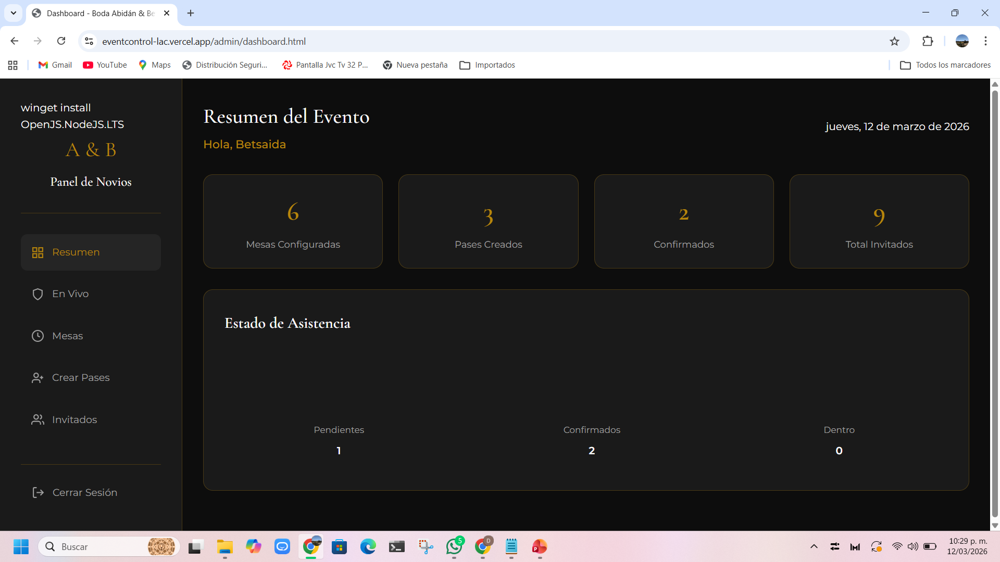 Dashboard - Boda Abidán & Be
eventcontrol-lac.vercel.app/admin/dashboard.html
Gmail
YouTube
Maps
Distribución Seguri...
Pantalla Jvc Tv 32 P...
Nueva pestaña
Importados
Todos los marcadores
winget install
OpenJS.NodeJS.LTS
A & B
Panel de Novios
Resumen
En Vivo
Mesas
Crear Pases
Invitados
Cerrar Sesión
Resumen del Evento
Hola, Betsaida
jueves, 12 de marzo de 2026
6
Mesas Configuradas
3
Pases Creados
2
Confirmados
9
Total Invitados
Estado de Asistencia
Pendientes
1
Confirmados
2
Dentro
0
Buscar
5
D
P
10:29 p. m.
12/03/2026